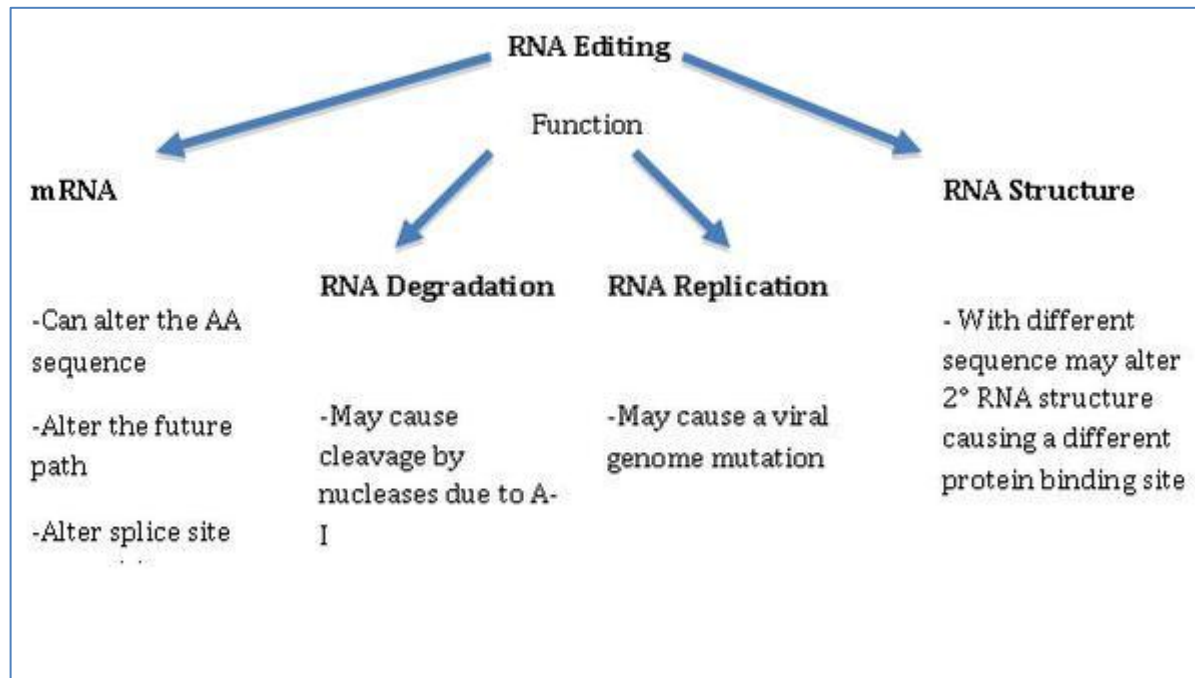 RNA Editing
Function
mRNA
-Can alter the AA
sequence
-Alter the future
path
-Alter splice site
RNA Degradation
-May cause
cleavage by
nucleases due to A-
I
RNA Replication
-May cause a viral
genome mutation
RNA Structure
- With different
sequence may alter
2° RNA structure
causing a different
protein binding site